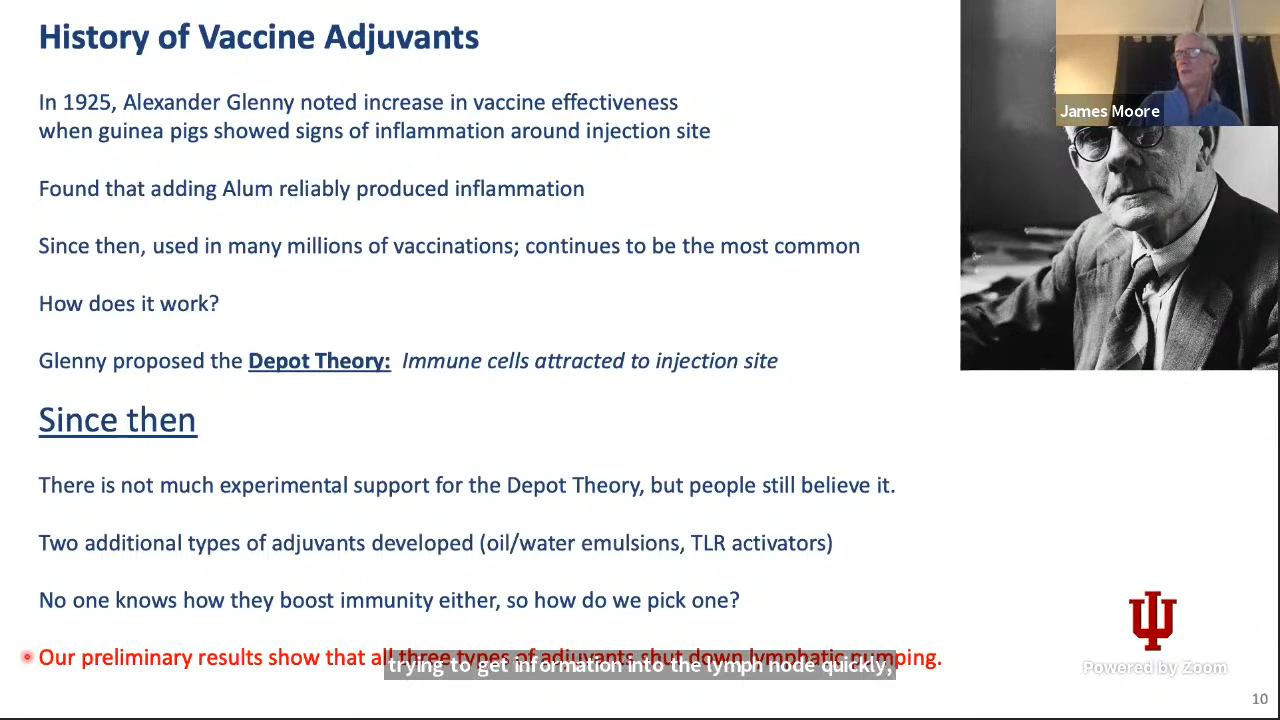 History of Vaccine Adjuvants
James Moore
In 1925, Alexander Glenny noted increase in vaccine effectiveness
when guinea pigs showed signs of inflammation around injection site
Found that adding Alum reliably produced inflammation
Since then, used in many millions of vaccinations; continues to be the most common
How does it work?
Glenny proposed the Depot Theory: Immune cells attracted to injection site
Since then
There is not much experimental support for the Depot Theory, but people still believe it.
Two additional types of adjuvants developed (oil/water emulsions, TLR activators)
No one knows how they boost immunity either, so how do we pick one?
Our preliminary results show that all three types of adjuvants shut down lymphatic pumping.
trying to get information into the lymph node quickly,
Powered by Zoom
10